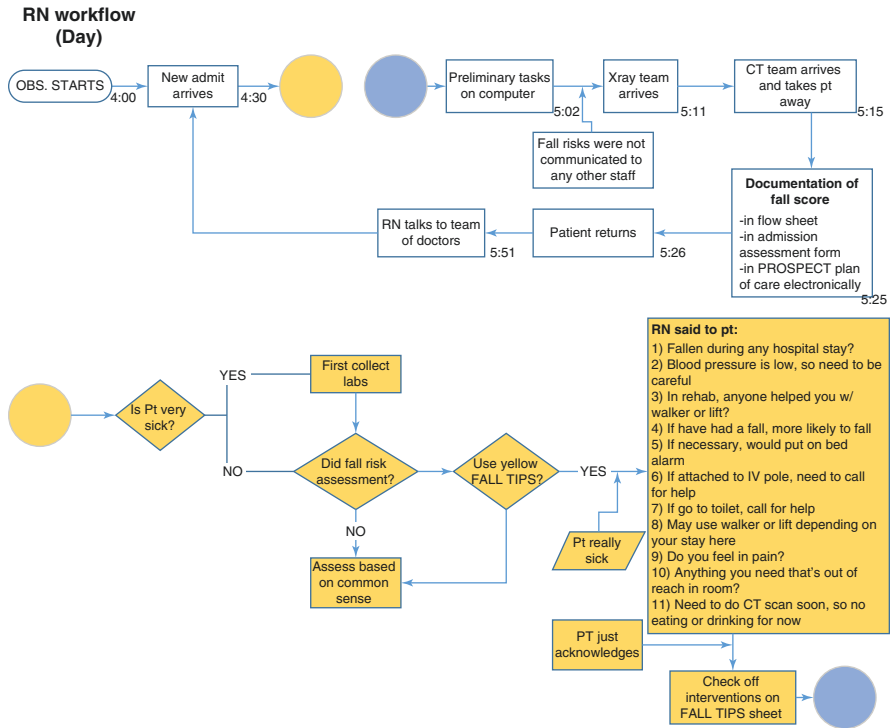 RN workflow
(Day)
OBS. STARTS
4:00
New admit
arrives
4:30
Preliminary tasks
on computer
5:02
Xray team
arrives
5:11
CT team arrives
and takes pt
away
5:15
Fall risks were not
communicated to
any other staff
Documentation of
fall score
-in flow sheet
-in admission
assessment form
-in PROSPECT plan
of care electronically
5:25
Patient returns
5:26
RN talks to team
of doctors
5:51
Is Pt very
sick?
YES
NO
First collect
labs
Did fall risk
assessment?
NO
Assess based
on common
sense
Use yellow
FALL TIPS?
YES
Pt really
sick
RN said to pt:
1) Fallen during any hospital stay?
2) Blood pressure is low, so need to be
careful
3) In rehab, anyone helped you w/
walker or lift?
4) If have had a fall, more likely to fall
5) If necessary, would put on bed
alarm
6) If attached to IV pole, need to call
for help
7) If go to toilet, call for help
8) May use walker or lift depending on
your stay here
9) Do you feel in pain?
10) Anything you need that's out of
reach in room?
11) Need to do CT scan soon, so no
eating or drinking for now
PT just
acknowledges
Check off
interventions on
FALL TIPS sheet